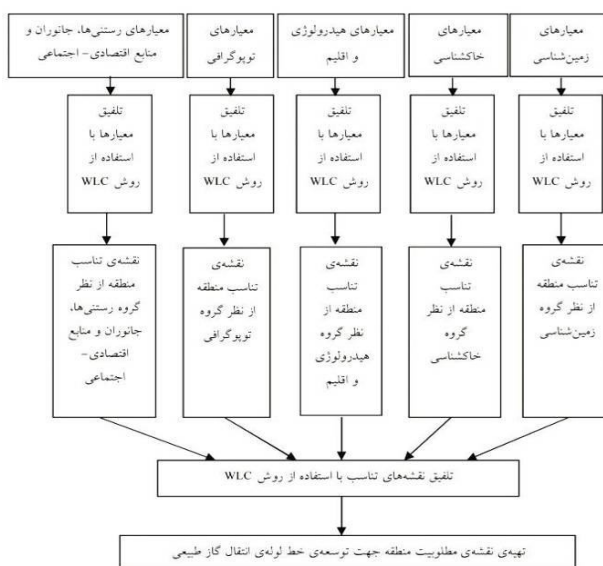 معیارهای
زمین‌شناسی
معیارهای
خاکشناسی
معیارهای هیدرولوژی
و اقلیم
معیارهای
توپوگرافی
معیارهای رستنی‌ها، جانوران و
منابع اقتصادی- اجتماعی
تلفیق
معیارها با
استفاده از
روش WLC
تلفیق
معیارها با
استفاده از
روش WLC
تلفیق
معیارها با
استفاده از
روش WLC
تلفیق
معیارها با
استفاده از
روش WLC
تلفیق
معیارها با
استفاده از
روش WLC
نقشه‌ی
تناسب منطقه
از نظر گروه
زمین‌شناسی
نقشه‌ی
تناسب
منطقه از نظر
گروه
خاکشناسی
نقشه‌ی
تناسب
منطقه از
نظر گروه
هیدرولوژی
و اقلیم
نقشه‌ی
تناسب منطقه
از نظر گروه
توپوگرافی
نقشه‌ی تناسب
منطقه از نظر
گروه رستنی‌ها،
جانوران و منابع
اقتصادی-
اجتماعی
تلفیق نقشه‌های تناسب با استفاده از روش WLC
تهیه‌ی نقشه‌ی مطلوبیت منطقه جهت توسعه‌ی خط لوله‌ی انتقال گاز طبیعی